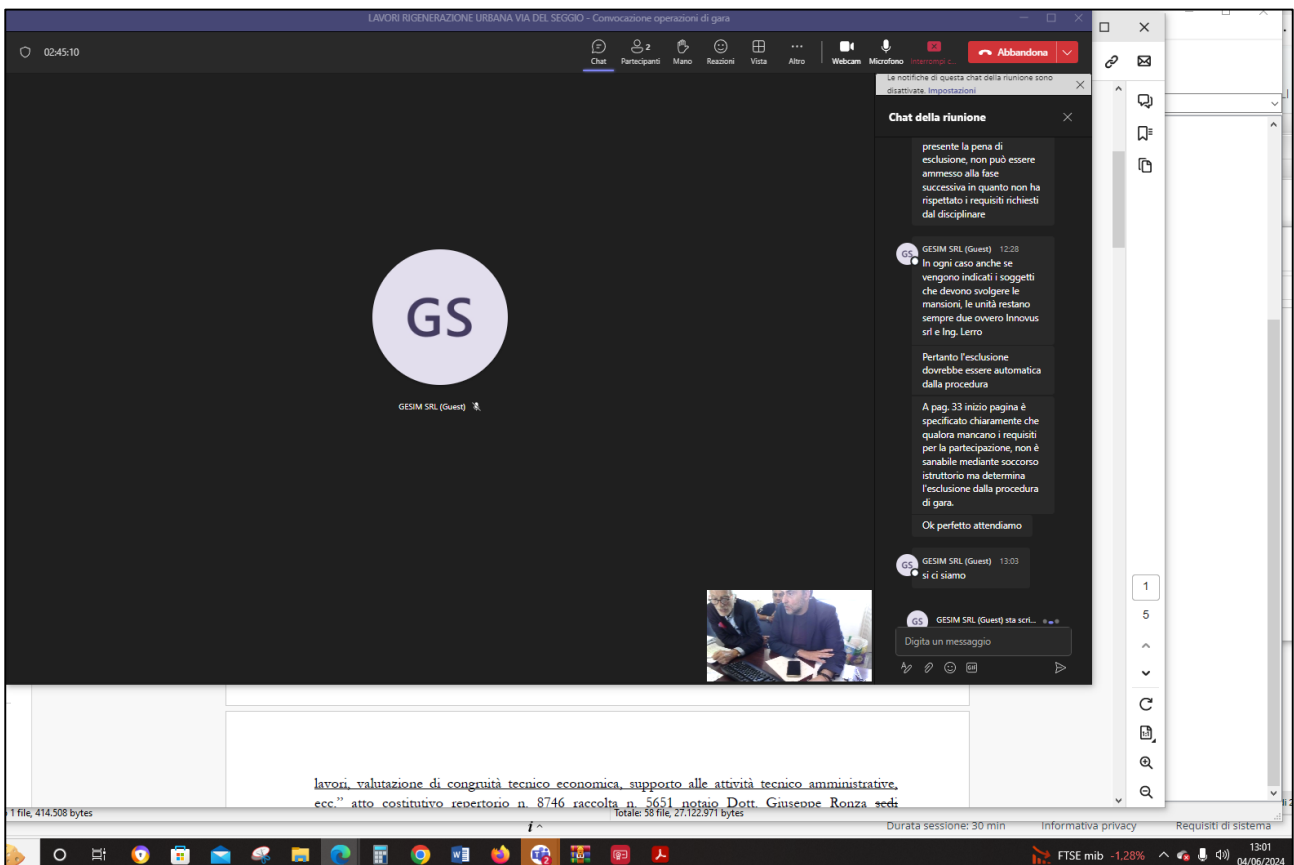 LAVORI RIGENERAZIONE URBANA VIA DEL SEGGIO - Convocazione operazioni di gara
02:45:10
Chat
Partecipanti
2
Mano
Reazioni
Vista
Altro
Webcam
Microfono
Interrompi c...
Abbandona
Le notifiche di questa chat della riunione sono
disattivate. Impostazioni
Chat della riunione
presente la pena di
esclusione, non può essere
ammesso alla fase
successiva in quanto non ha
rispettato i requisiti richiesti
dal disciplinare
GS
GESIM SRL (Guest) 12:28
In ogni caso anche se
vengono indicati i soggetti
che devono svolgere le
mansioni, le unità restano
sempre due ovvero Innovus
srl e Ing. Lerro
Pertanto l'esclusione
dovrebbe essere automatica
dalla procedura
A pag. 33 inizio pagina è
specificato chiaramente che
qualora mancano i requisiti
per la partecipazione, non è
sanabile mediante soccorso
istruttorio ma determina
l'esclusione dalla procedura
di gara.
Ok perfetto attendiamo
GS
GESIM SRL (Guest) 13:03
si ci siamo
GS
GESIM SRL (Guest) sta scri...
Digita un messaggio
GS
GESIM SRL (Guest)
1
5
lavori, valutazione di congruità tecnico economica, supporto alle attività tecnico amministrative,
ecc." atto costitutivo repertorio n. 8746 raccolta n. 5651 notaio Dott. Giuseppe Ronza sedi
1 file, 414.508 bytes
Totale: 58 file, 27.122.971 bytes
Durata sessione: 30 min
Informativa privacy
Requisiti di sistema
FTSE mib -1,28%
13:01
04/06/2024